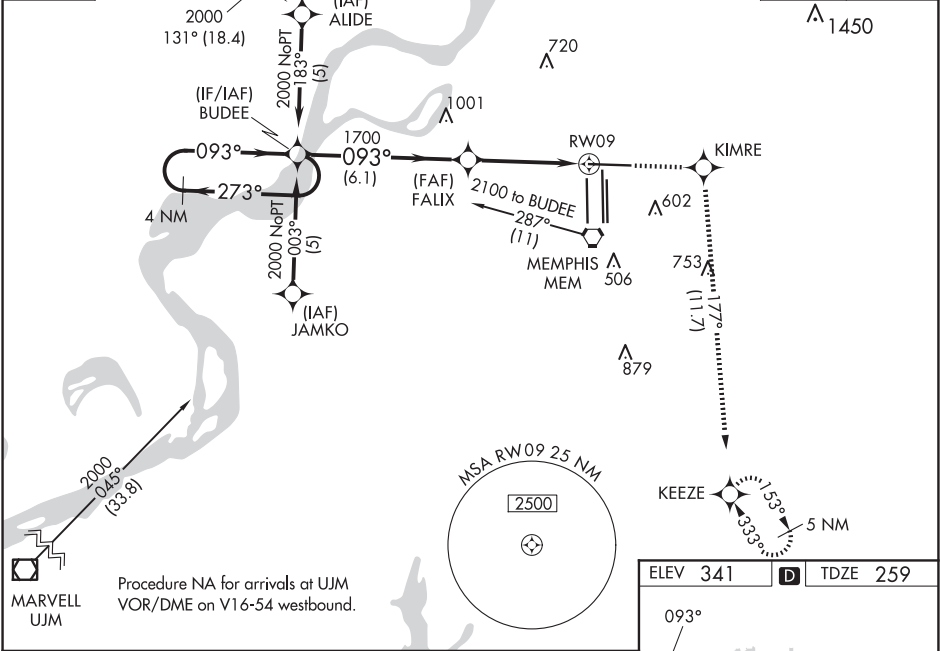 (IAF)
ALIDE
2000
131° (18.4)
1450
2000 NoPT
183°
(5)
720
(IF/IAF)
BUDEE
1001
093°
1700
093°
(6.1)
RW09
KIMRE
(FAF)
FALIX
273°
4 NM
2100 to BUDEE
287°
(11)
602
2000 NoPT
003°
(5)
MEMPHIS
MEM
506
753
177°
(11.7)
(IAF)
JAMKO
879
2000
045°
(33.8)
MSA RW09 25 NM
2500
KEEZE
153°
333°
5 NM
MARVELL
UJM
Procedure NA for arrivals at UJM
VOR/DME on V16-54 westbound.
ELEV 341 D TDZE 259
093°